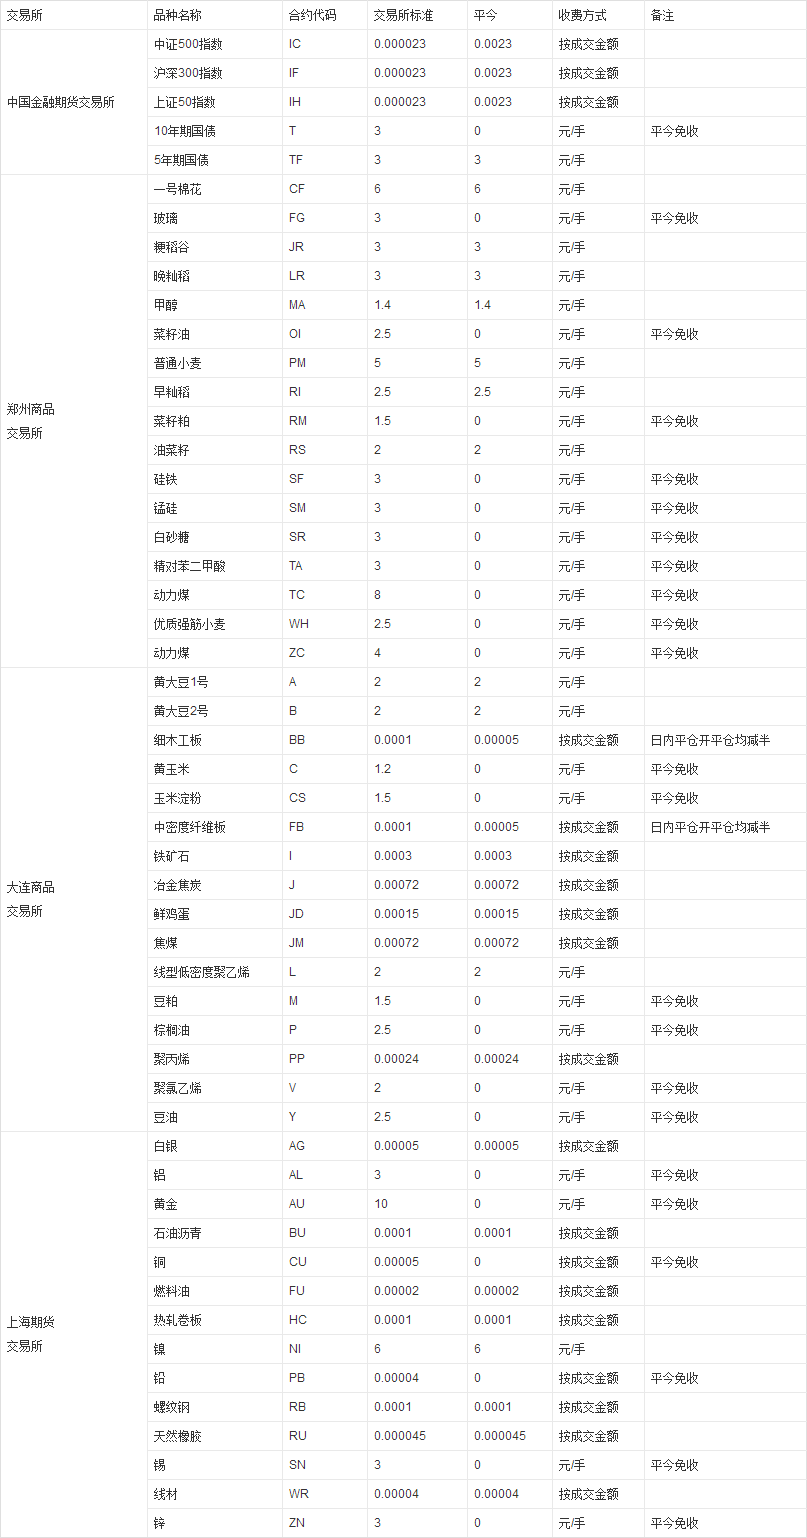 交易所 品种名称 合约代码 交易所标准 平今 收费方式 备注
中国金融期货交易所
中证500指数 IC 0.000023 0.0023 按成交金额
沪深300指数 IF 0.000023 0.0023 按成交金额
上证50指数 IH 0.000023 0.0023 按成交金额
10年期国债 T 3 0 元/手 平今免收
5年期国债 TF 3 3 元/手
郑州商品
交易所
一号棉花 CF 6 6 元/手
玻璃 FG 3 0 元/手 平今免收
粳稻谷 JR 3 3 元/手
晚籼稻 LR 3 3 元/手
甲醇 MA 1.4 1.4 元/手
菜籽油 OI 2.5 0 元/手 平今免收
普通小麦 PM 5 5 元/手
早籼稻 RI 2.5 2.5 元/手
菜籽粕 RM 1.5 0 元/手 平今免收
油菜籽 RS 2 2 元/手
硅铁 SF 3 0 元/手 平今免收
锰硅 SM 3 0 元/手 平今免收
白砂糖 SR 3 0 元/手 平今免收
精对苯二甲酸 TA 3 0 元/手 平今免收
动力煤 TC 8 0 元/手 平今免收
优质强筋小麦 WH 2.5 0 元/手 平今免收
动力煤 ZC 4 0 元/手 平今免收
大连商品
交易所
黄大豆1号 A 2 2 元/手
黄大豆2号 B 2 2 元/手
细木工板 BB 0.0001 0.00005 按成交金额 日内平仓开平仓均减半
黄玉米 C 1.2 0 元/手 平今免收
玉米淀粉 CS 1.5 0 元/手 平今免收
中密度纤维板 FB 0.0001 0.00005 按成交金额 日内平仓开平仓均减半
铁矿石 I 0.0003 0.0003 按成交金额
冶金焦炭 J 0.00072 0.00072 按成交金额
鲜鸡蛋 JD 0.00015 0.00015 按成交金额
焦煤 JM 0.00072 0.00072 按成交金额
线型低密度聚乙烯 L 2 2 元/手
豆粕 M 1.5 0 元/手 平今免收
棕榈油 P 2.5 0 元/手 平今免收
聚丙烯 PP 0.00024 0.00024 按成交金额
聚氯乙烯 V 2 0 元/手 平今免收
豆油 Y 2.5 0 元/手 平今免收
上海期货
交易所
白银 AG 0.00005 0.00005 按成交金额
铝 AL 3 0 元/手 平今免收
黄金 AU 10 0 元/手 平今免收
石油沥青 BU 0.0001 0.0001 按成交金额
铜 CU 0.00005 0 按成交金额 平今免收
燃料油 FU 0.00002 0.00002 按成交金额
热轧卷板 HC 0.0001 0.0001 按成交金额
镍 NI 6 6 元/手
铅 PB 0.00004 0 按成交金额 平今免收
螺纹钢 RB 0.0001 0.0001 按成交金额
天然橡胶 RU 0.000045 0.000045 按成交金额
锡 SN 3 0 元/手 平今免收
线材 WR 0.00004 0.00004 按成交金额
锌 ZN 3 0 元/手 平今免收